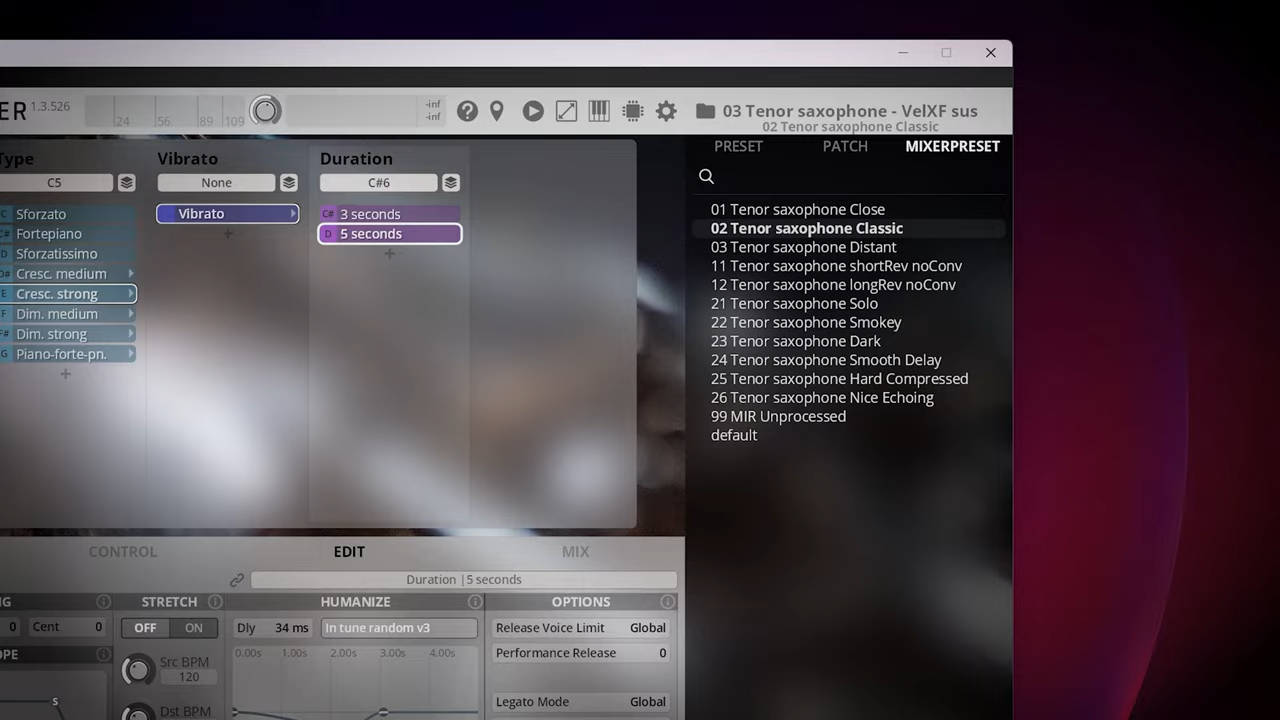 ER 1.3.526
24 56 89 109
-inf
-inf
03 Tenor saxophone - VelXF sus
02 Tenor saxophone Classic
PRESET PATCH MIXERPRESET
Type Vibrato Duration
C5 None C#6
C Sforzato
C# Fortepiano
D Sforzatissimo
D# Cresc. medium
E Cresc. strong
F Dim. medium
F# Dim. strong
G Piano-forte-pn.
Vibrato
C# 3 seconds
D 5 seconds
01 Tenor saxophone Close
02 Tenor saxophone Classic
03 Tenor saxophone Distant
11 Tenor saxophone shortRev noConv
12 Tenor saxophone longRev noConv
21 Tenor saxophone Solo
22 Tenor saxophone Smokey
23 Tenor saxophone Dark
24 Tenor saxophone Smooth Delay
25 Tenor saxophone Hard Compressed
26 Tenor saxophone Nice Echoing
99 MIR Unprocessed
default
CONTROL EDIT MIX
Duration |5 seconds
NG STRETCH HUMANIZE OPTIONS
0 Cent 0 OFF ON Dly 34 ms In tune random v3 Release Voice Limit Global
OPE Src BPM 0.00s 1.00s 2.00s 3.00s 4.00s Performance Release 0
120
S Dst BPM Legato Mode Global